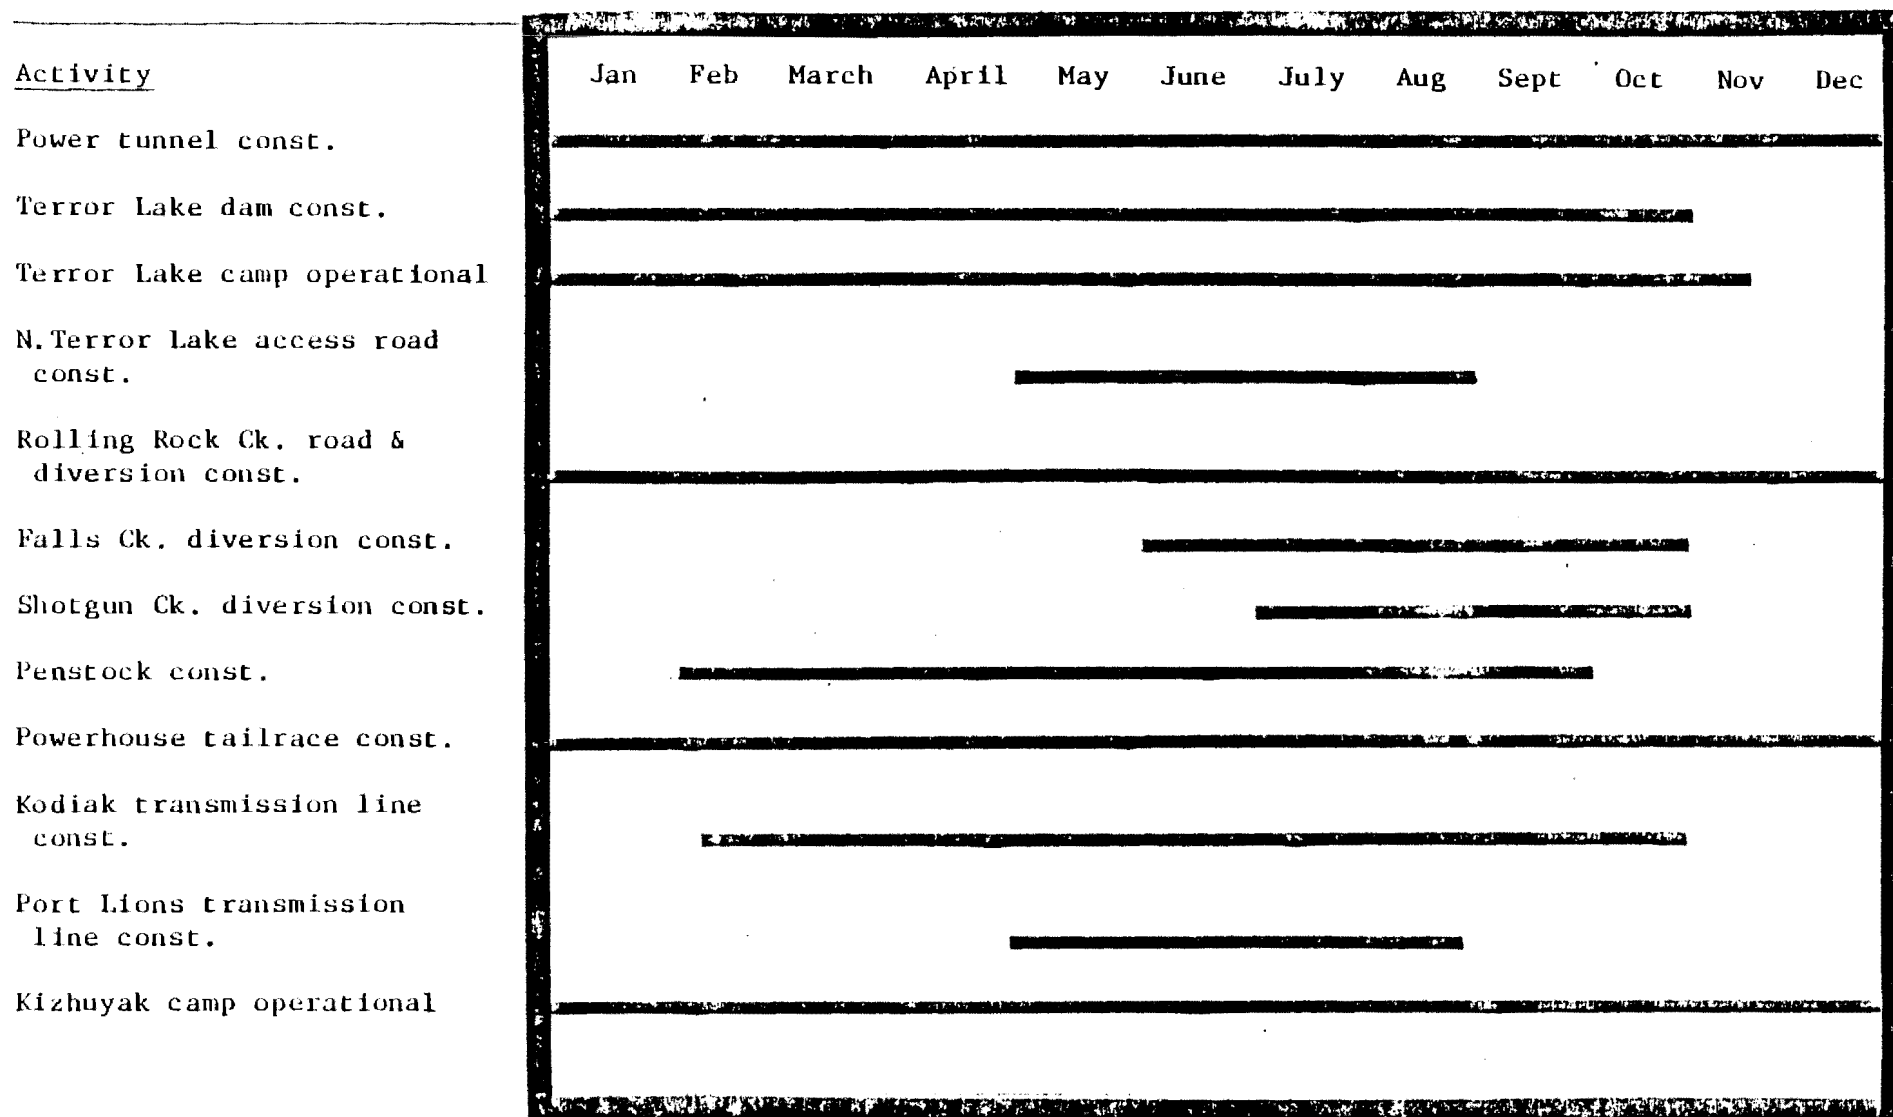 Activity Jan Feb March April May June July Aug Sept Oct Nov Dec
Power tunnel const.
Terror Lake dam const.
Terror Lake camp operational
N.Terror Lake access road
const.
Rolling Rock Ck. road &
diversion const.
Falls Ck. diversion const.
Shotgun Ck. diversion const.
Penstock const.
Powerhouse tailrace const.
Kodiak transmission line
const.
Port Lions transmission
line const.
Kizhuyak camp operational